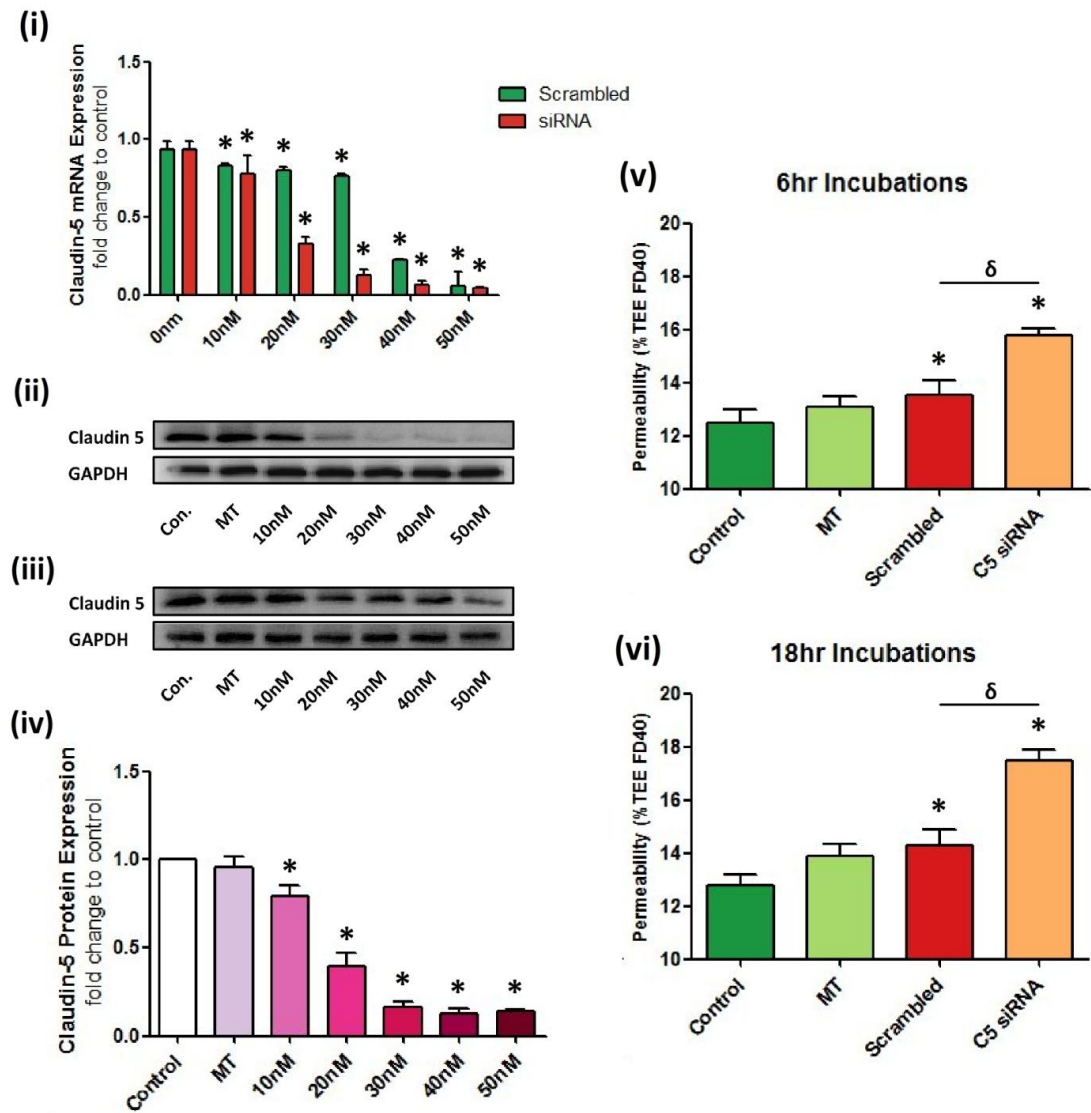 (i)
Claudin-5 mRNA Expression
fold change to control
1.5
1.0
0.5
0.0
* * * * * * * * * *
0nm
10nM
20nM
30nM
40nM
50nM
Scrambled
siRNA
(ii)
Claudin 5
GAPDH
Con.
MT
10nM
20nM
30nM
40nM
50nM
(iii)
Claudin 5
GAPDH
Con.
MT
10nM
20nM
30nM
40nM
50nM
(iv)
Claudin-5 Protein Expression
fold change to control
1.5
1.0
0.5
0.0
* * * * *
Control
MT
10nM
20nM
30nM
40nM
50nM
(v)
6hr Incubations
Permeability (% TEE FD40)
20
18
16
14
12
10
δ
* *
Control
MT
Scrambled
C5 siRNA
(vi)
18hr Incubations
Permeability (% TEE FD40)
20
18
16
14
12
10
δ
* *
Control
MT
Scrambled
C5 siRNA